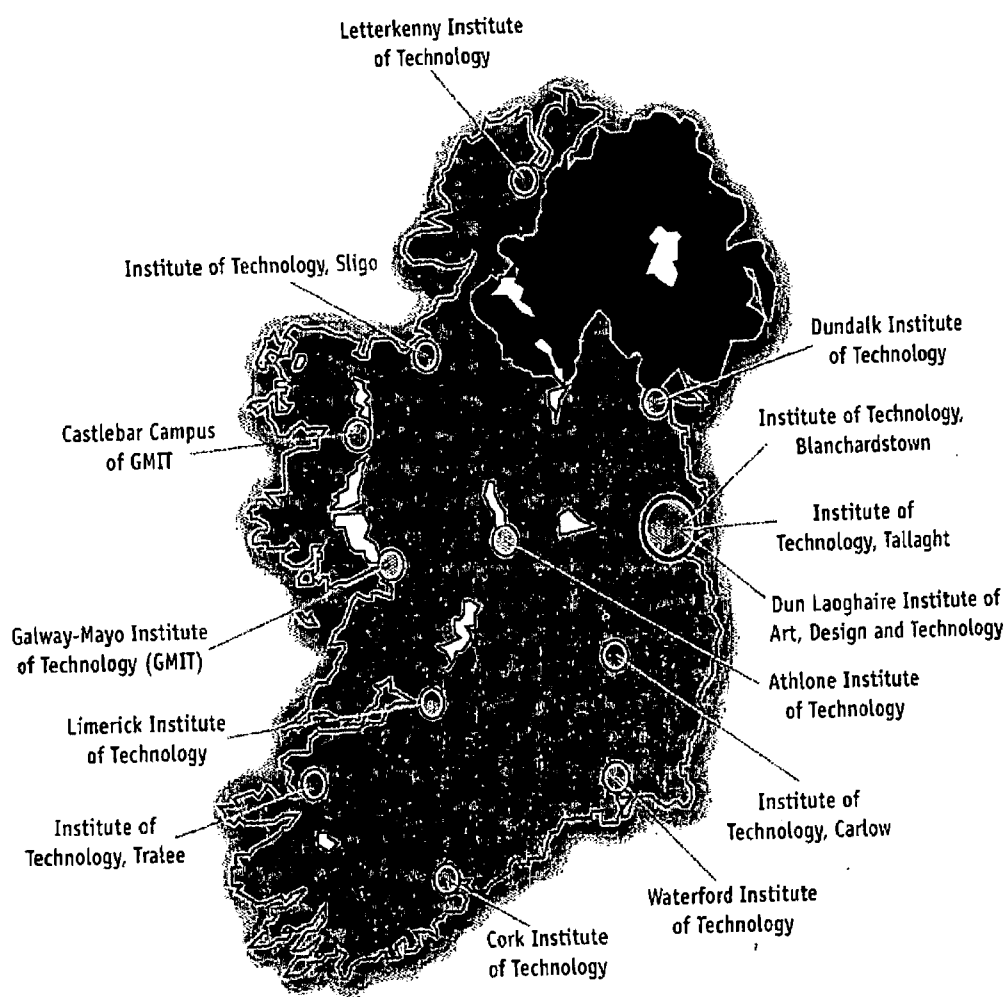 Letterkenny Institute
of Technology
Institute of Technology, Sligo
Dundalk Institute
of Technology
Institute of Technology,
Blanchardstown
Castlebar Campus
of GMIT
Institute of
Technology, Tallaght
Dun Laoghaire Institute of
Art, Design and Technology
Galway-Mayo Institute
of Technology (GMIT)
Athlone Institute
of Technology
Limerick Institute
of Technology
Institute of
Technology, Carlow
Institute of
Technology, Tralee
Waterford Institute
of Technology
Cork Institute
of Technology